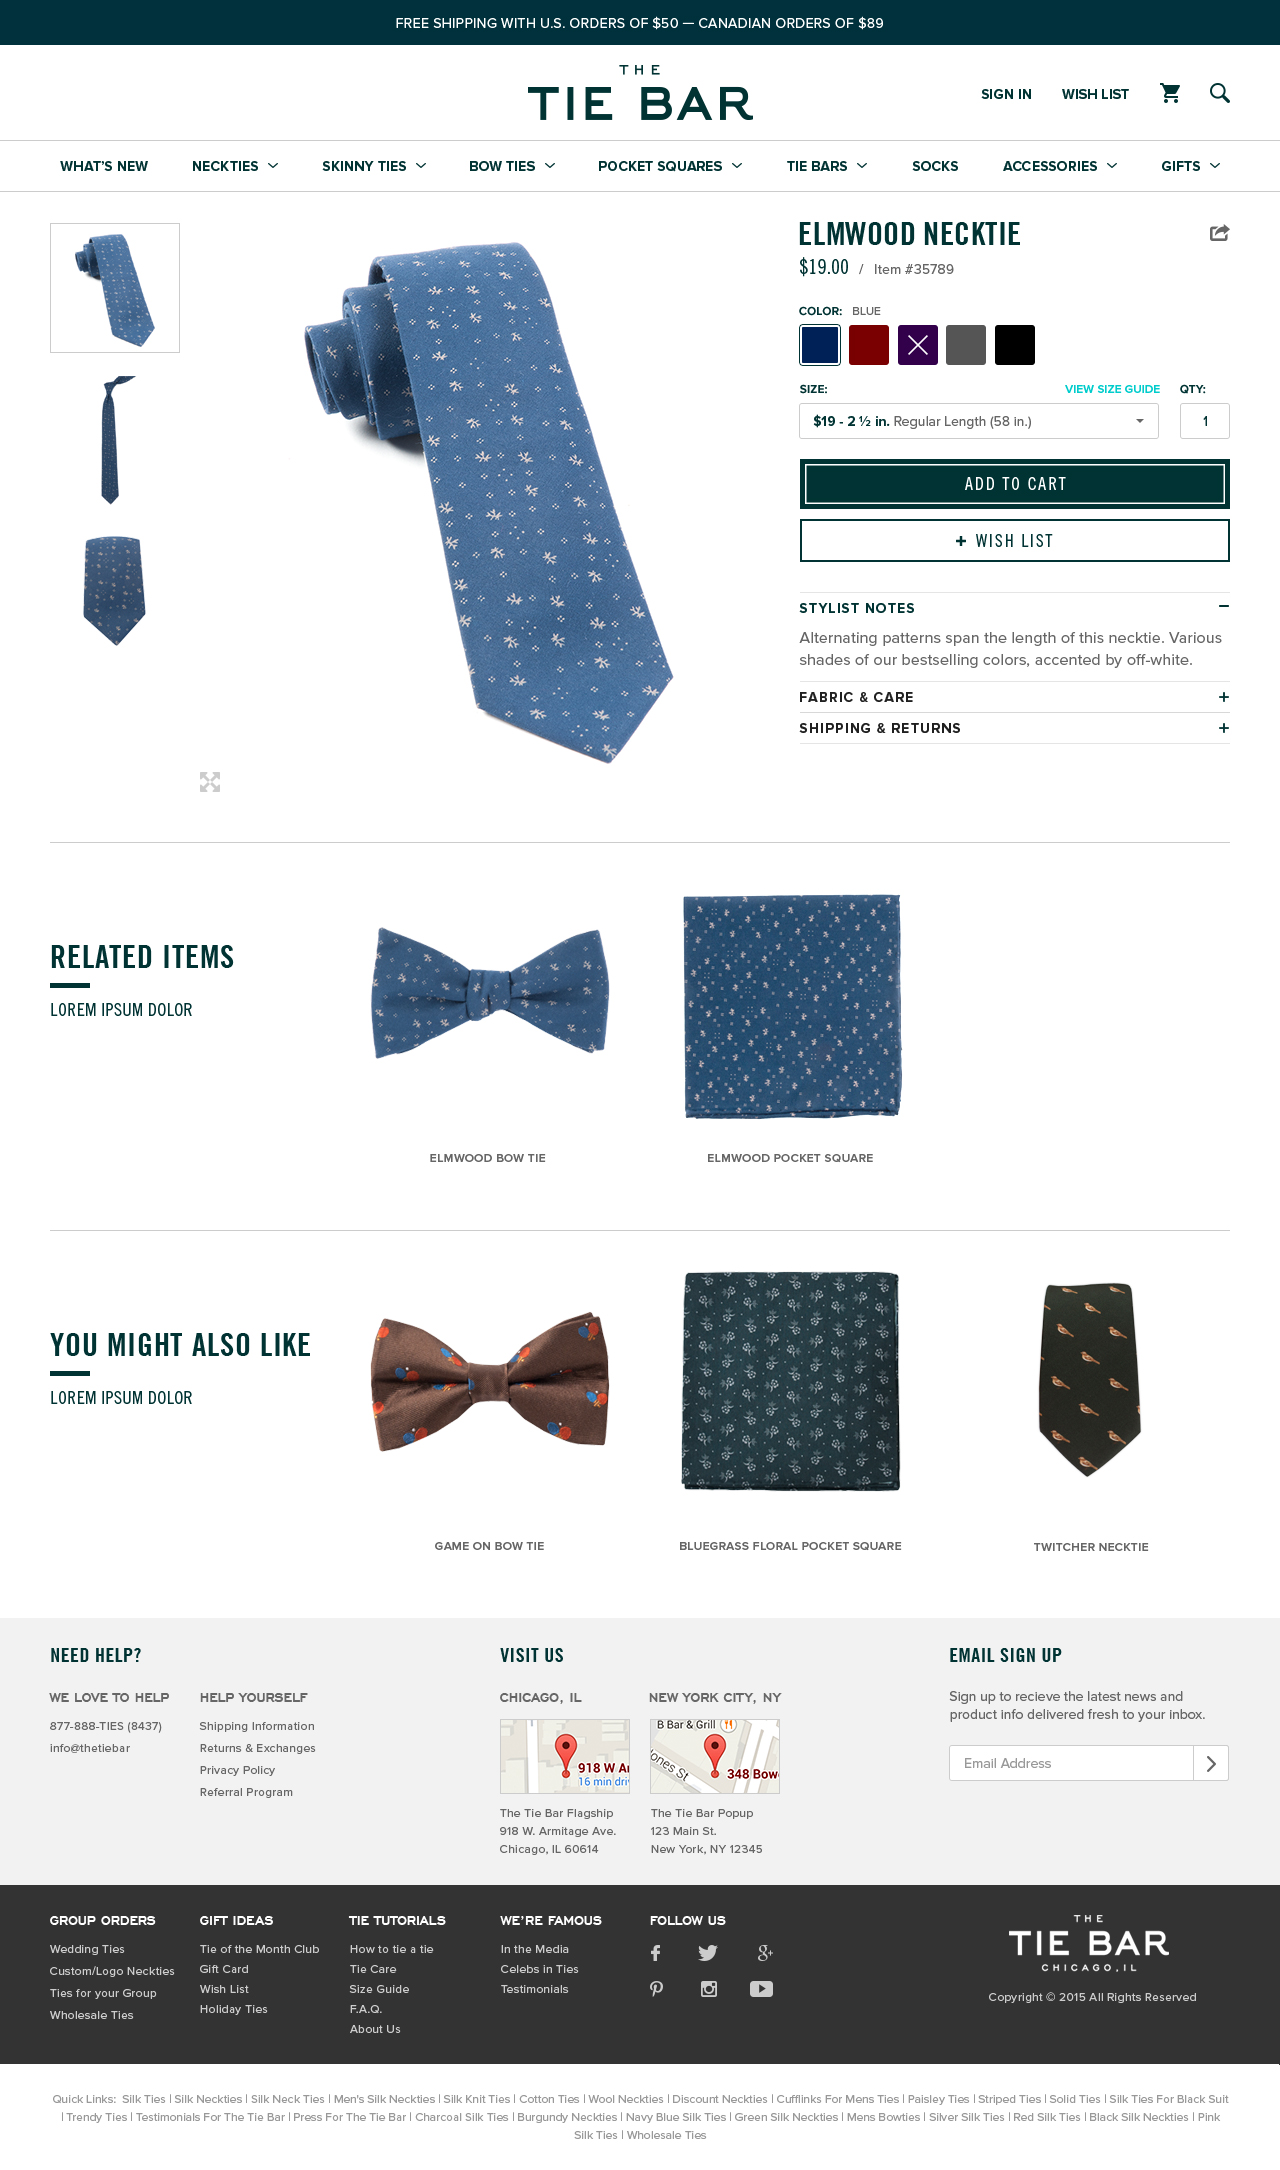 FREE SHIPPING WITH U.S. ORDERS OF $50 — CANADIAN ORDERS OF $89
THE
TIE BAR
SIGN IN WISH LIST
WHAT'S NEW NECKTIES SKINNY TIES BOW TIES POCKET SQUARES TIE BARS SOCKS ACCESSORIES GIFTS
ELMWOOD NECKTIE
$19.00 / Item #35789
COLOR: BLUE
SIZE: VIEW SIZE GUIDE QTY:
$19 - 2 ½ in. Regular Length (58 in.) 1
ADD TO CART
+ WISH LIST
STYLIST NOTES
Alternating patterns span the length of this necktie. Various
shades of our bestselling colors, accented by off-white.
FABRIC & CARE
SHIPPING & RETURNS
RELATED ITEMS
LOREM IPSUM DOLOR
ELMWOOD BOW TIE
ELMWOOD POCKET SQUARE
YOU MIGHT ALSO LIKE
LOREM IPSUM DOLOR
GAME ON BOW TIE
BLUEGRASS FLORAL POCKET SQUARE
TWITCHER NECKTIE
NEED HELP?
WE LOVE TO HELP
877-888-TIES (8437)
info@thetiebar
HELP YOURSELF
Shipping Information
Returns & Exchanges
Privacy Policy
Referral Program
VISIT US
CHICAGO, IL
918 W Ar
16 min driv
The Tie Bar Flagship
918 W. Armitage Ave.
Chicago, IL 60614
NEW YORK CITY, NY
B Bar & Grill
Jones St
348 Bowe
The Tie Bar Popup
123 Main St.
New York, NY 12345
EMAIL SIGN UP
Sign up to recieve the latest news and
product info delivered fresh to your inbox.
Email Address
GROUP ORDERS
Wedding Ties
Custom/Logo Neckties
Ties for your Group
Wholesale Ties
GIFT IDEAS
Tie of the Month Club
Gift Card
Wish List
Holiday Ties
TIE TUTORIALS
How to tie a tie
Tie Care
Size Guide
F.A.Q.
About Us
WE'RE FAMOUS
In the Media
Celebs in Ties
Testimonials
FOLLOW US
THE
TIE BAR
CHICAGO, IL
Copyright © 2015 All Rights Reserved
Quick Links: Silk Ties | Silk Neckties | Silk Neck Ties | Men's Silk Neckties | Silk Knit Ties | Cotton Ties | Wool Neckties | Discount Neckties | Cufflinks For Mens Ties | Paisley Ties | Striped Ties | Solid Ties | Silk Ties For Black Suit
| Trendy Ties | Testimonials For The Tie Bar | Press For The Tie Bar | Charcoal Silk Ties | Burgundy Neckties | Navy Blue Silk Ties | Green Silk Neckties | Mens Bowties | Silver Silk Ties | Red Silk Ties | Black Silk Neckties | Pink
Silk Ties | Wholesale Ties